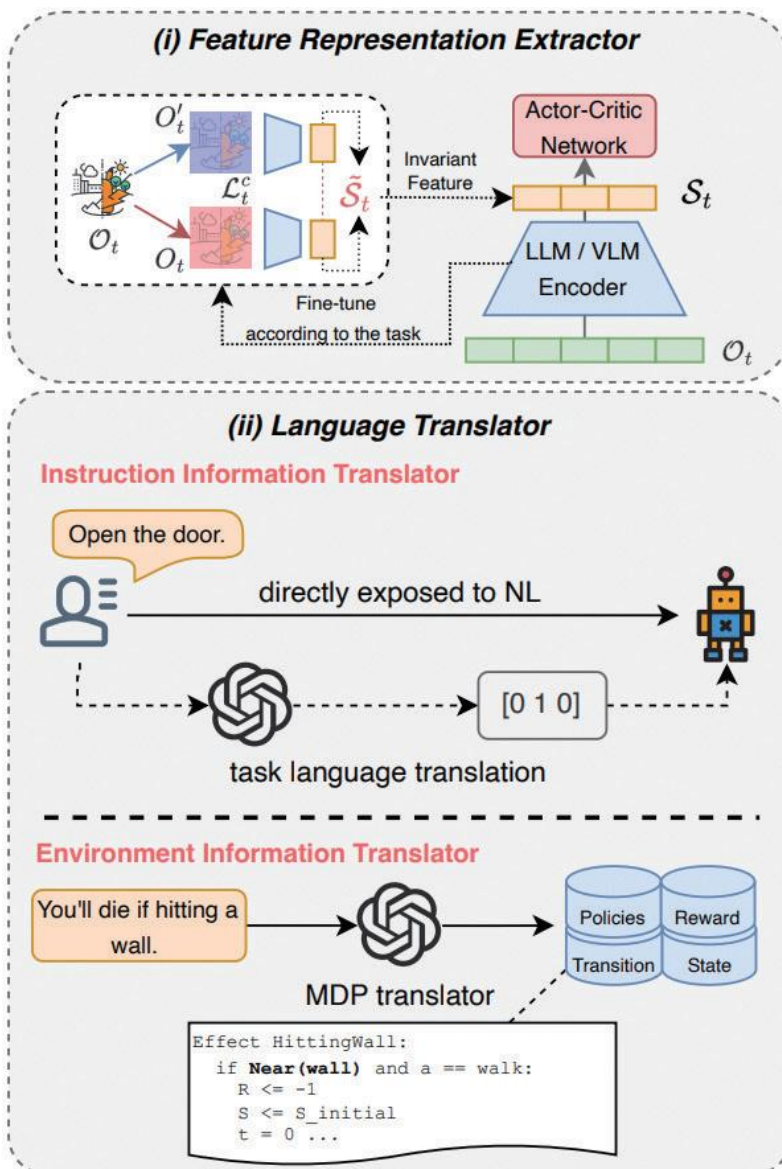 (i) Feature Representation Extractor
O′t
Lᶜt
S̃t
Ot
Ot
Invariant
Feature
Actor-Critic
Network
St
LLM / VLM
Encoder
Ot
Fine-tune
according to the task
(ii) Language Translator
Instruction Information Translator
Open the door.
directly exposed to NL
[0 1 0]
task language translation
Environment Information Translator
You'll die if hitting a
wall.
MDP translator
Policies
Reward
Transition
State
Effect HittingWall:
if Near(wall) and a == walk:
R <= -1
S <= S_initial
t = 0 ...